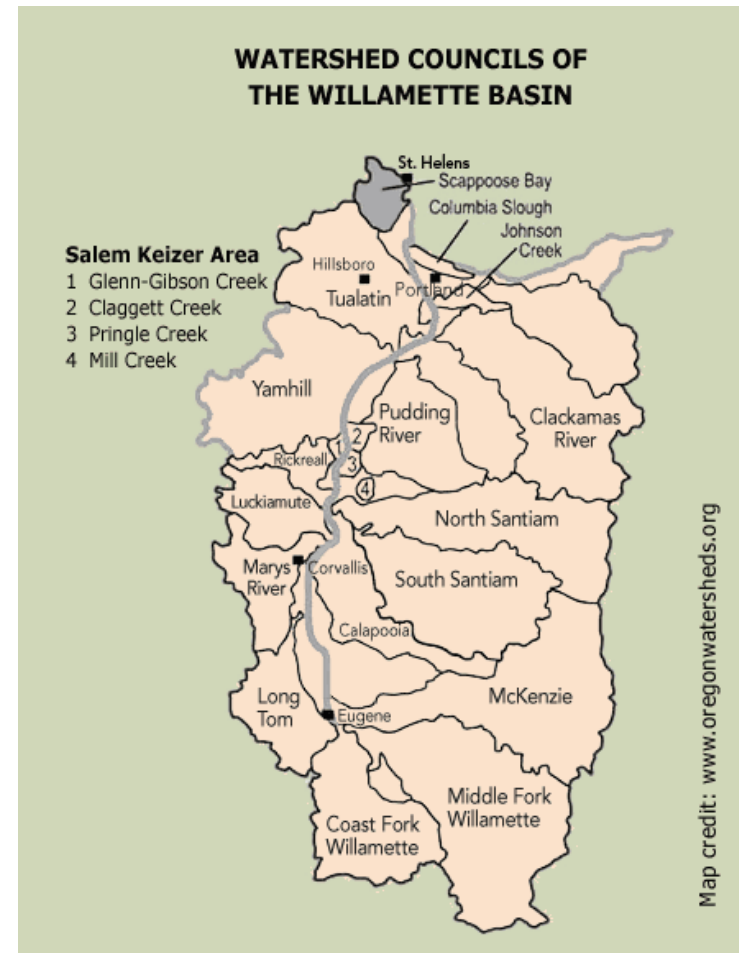 WATERSHED COUNCILS OF
THE WILLAMETTE BASIN
St. Helens
Scappoose Bay
Columbia Slough
Johnson
Creek
Salem Keizer Area
1 Glenn-Gibson Creek
2 Claggett Creek
3 Pringle Creek
4 Mill Creek
Hillsboro
Tualatin
Portland
Yamhill
Pudding
River
Clackamas
River
1
2
3
4
Rickreall
Luckiamute
North Santiam
Marys
River
Corvallis
South Santiam
Calapooia
Long
Tom
McKenzie
Eugene
Middle Fork
Willamette
Coast Fork
Willamette
Map credit: www.oregonwatersheds.org